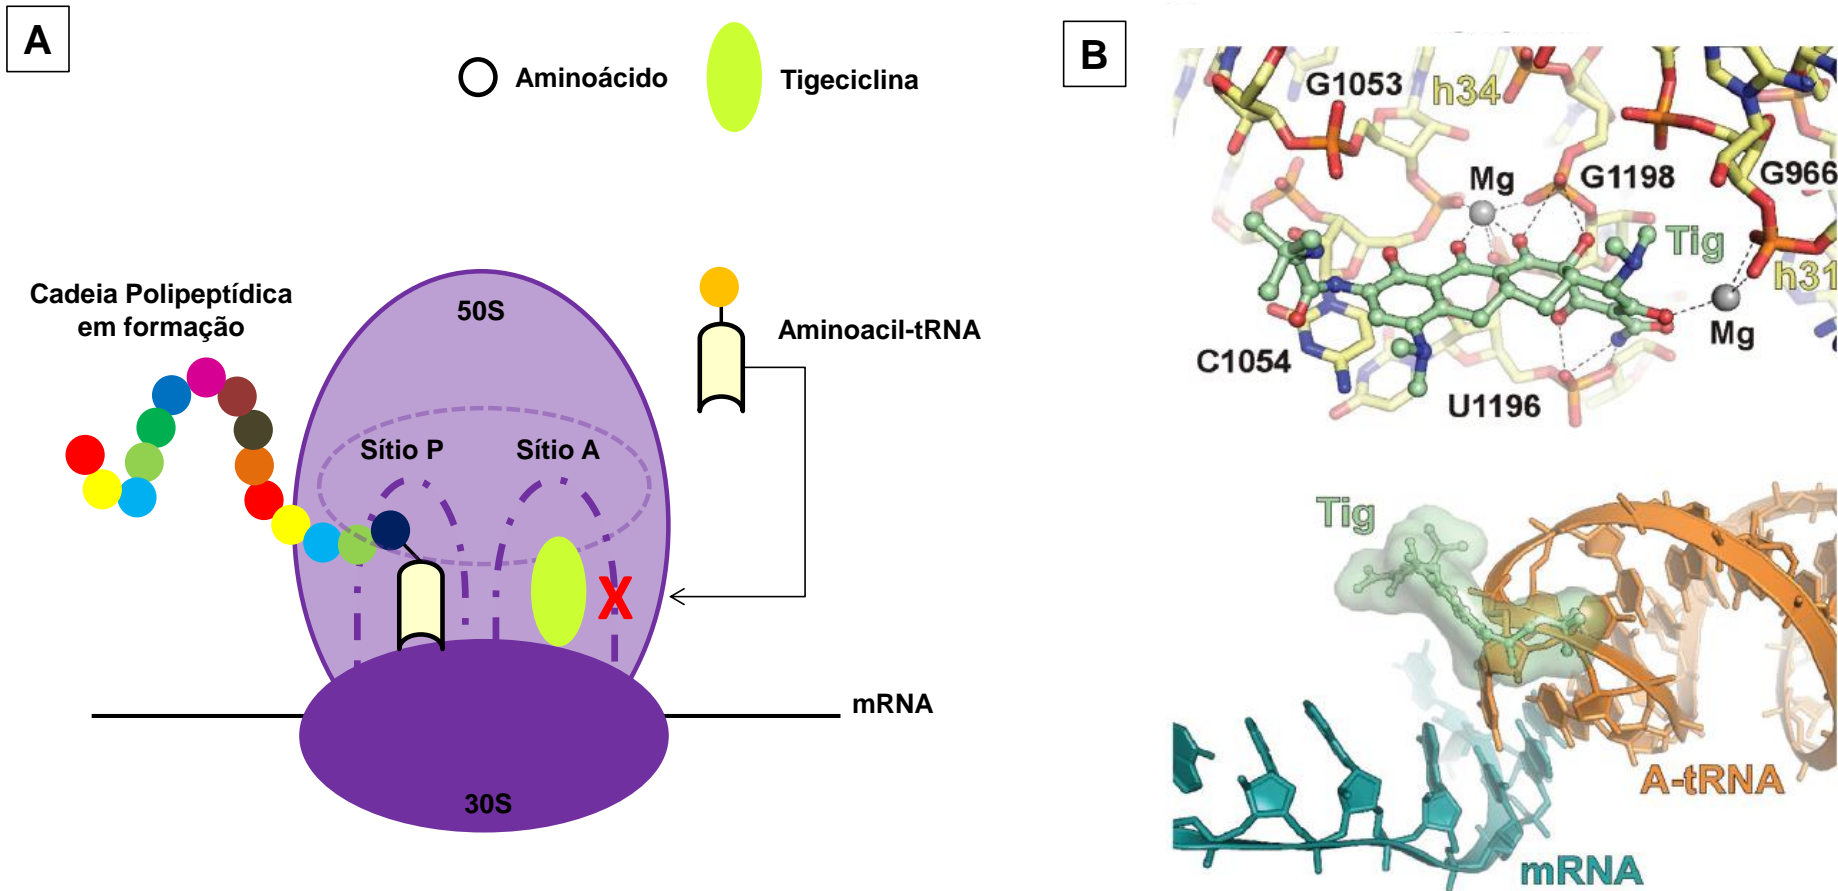 A
Aminoácido
Tigeciclina
Cadeia Polipeptídica
em formação
50S
Aminoacil-tRNA
Sítio P
Sítio A
X
mRNA
30S
B
G1053
h34
Mg
G1198
G966
Tig
h31
Mg
C1054
U1196
Tig
A-tRNA
mRNA